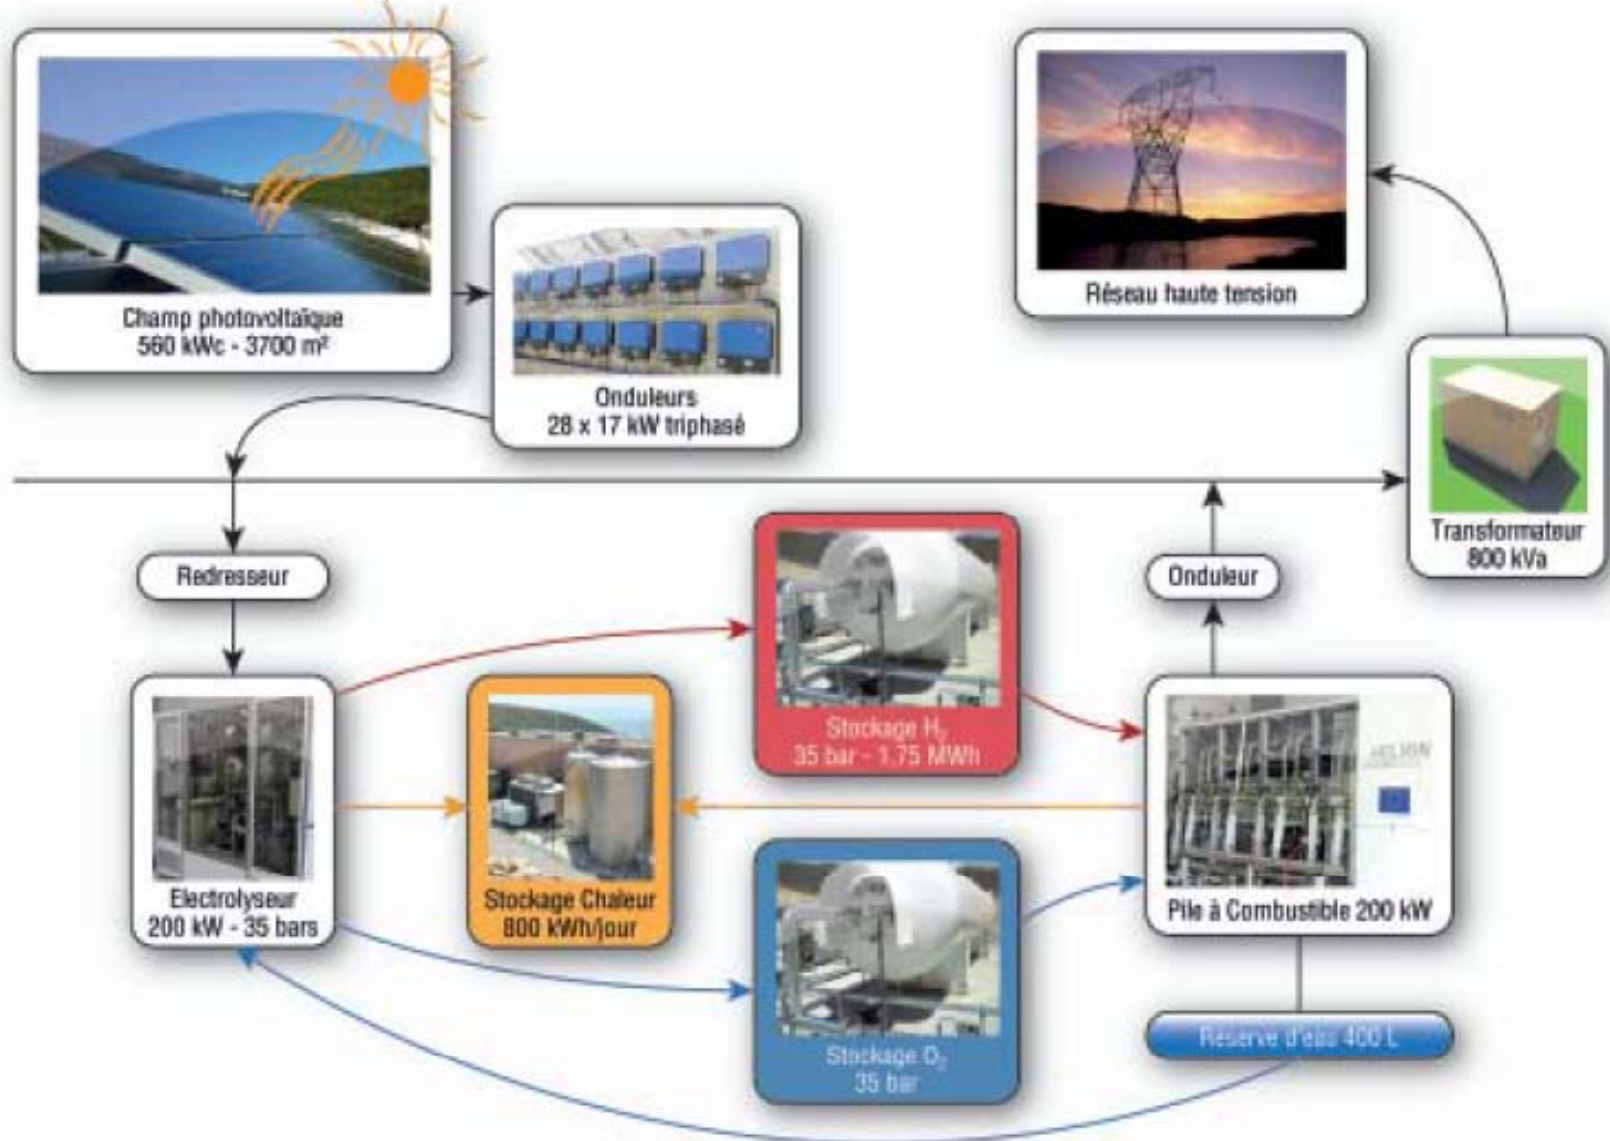 Champ photovoltaïque
560 kWc - 3700 m²
Onduleurs
28 x 17 kW triphasé
Réseau haute tension
Transformateur
800 kVa
Redresseur
Onduleur
Stockage H₂
35 bar - 1.75 MWh
Electrolyseur
200 kW - 35 bars
Stockage Chaleur
800 kWh/jour
Pile à Combustible 200 kW
Stockage O₂
35 bar
Réserve d'eau 400 L